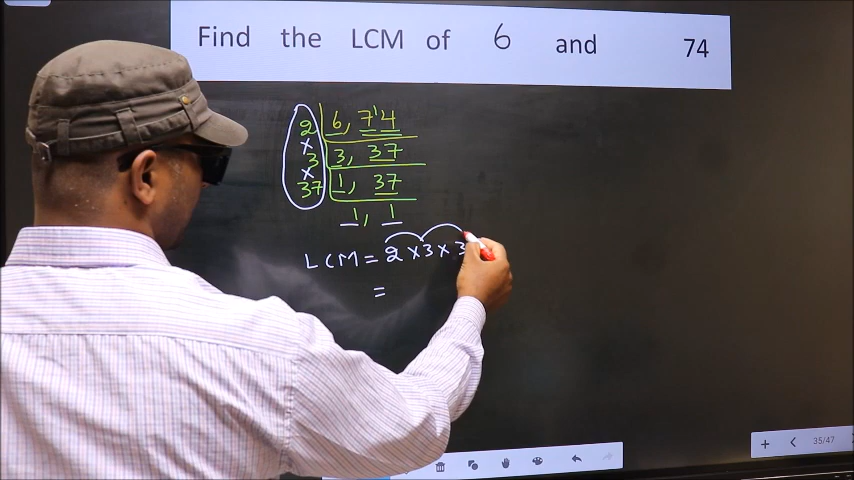 Find the LCM of 6 and 74
2 6, 7¹4
×
3 3, 37
×
37 1, 37
1, 1
LCM = 2 × 3 × 3
=
35/47